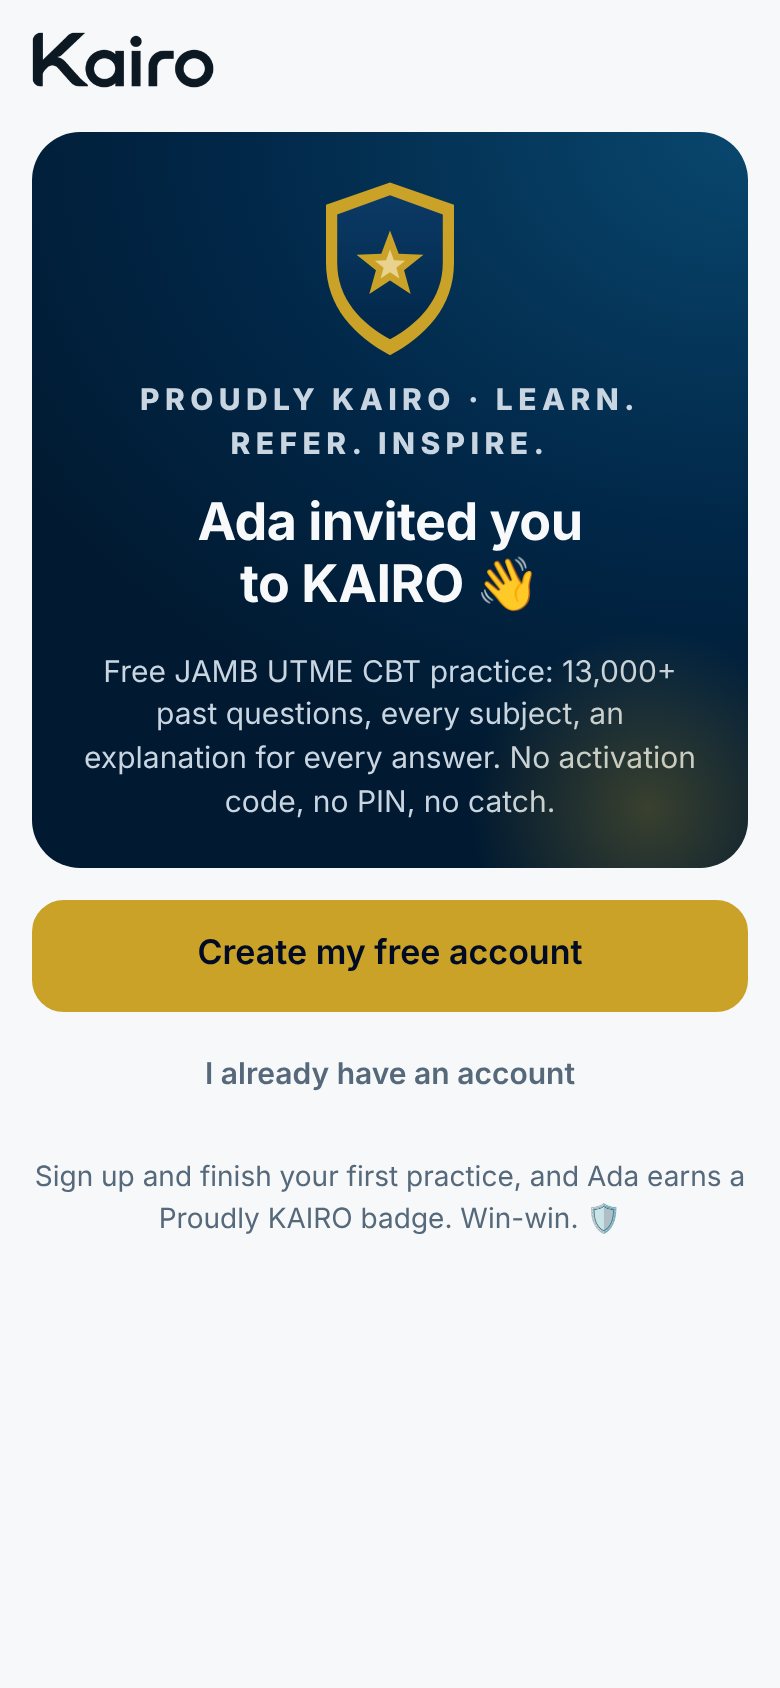 Kairo
PROUDLY KAIRO · LEARN.
REFER. INSPIRE.
Ada invited you
to KAIRO 👋
Free JAMB UTME CBT practice: 13,000+
past questions, every subject, an
explanation for every answer. No activation
code, no PIN, no catch.
Create my free account
I already have an account
Sign up and finish your first practice, and Ada earns a
Proudly KAIRO badge. Win-win. 🛡️